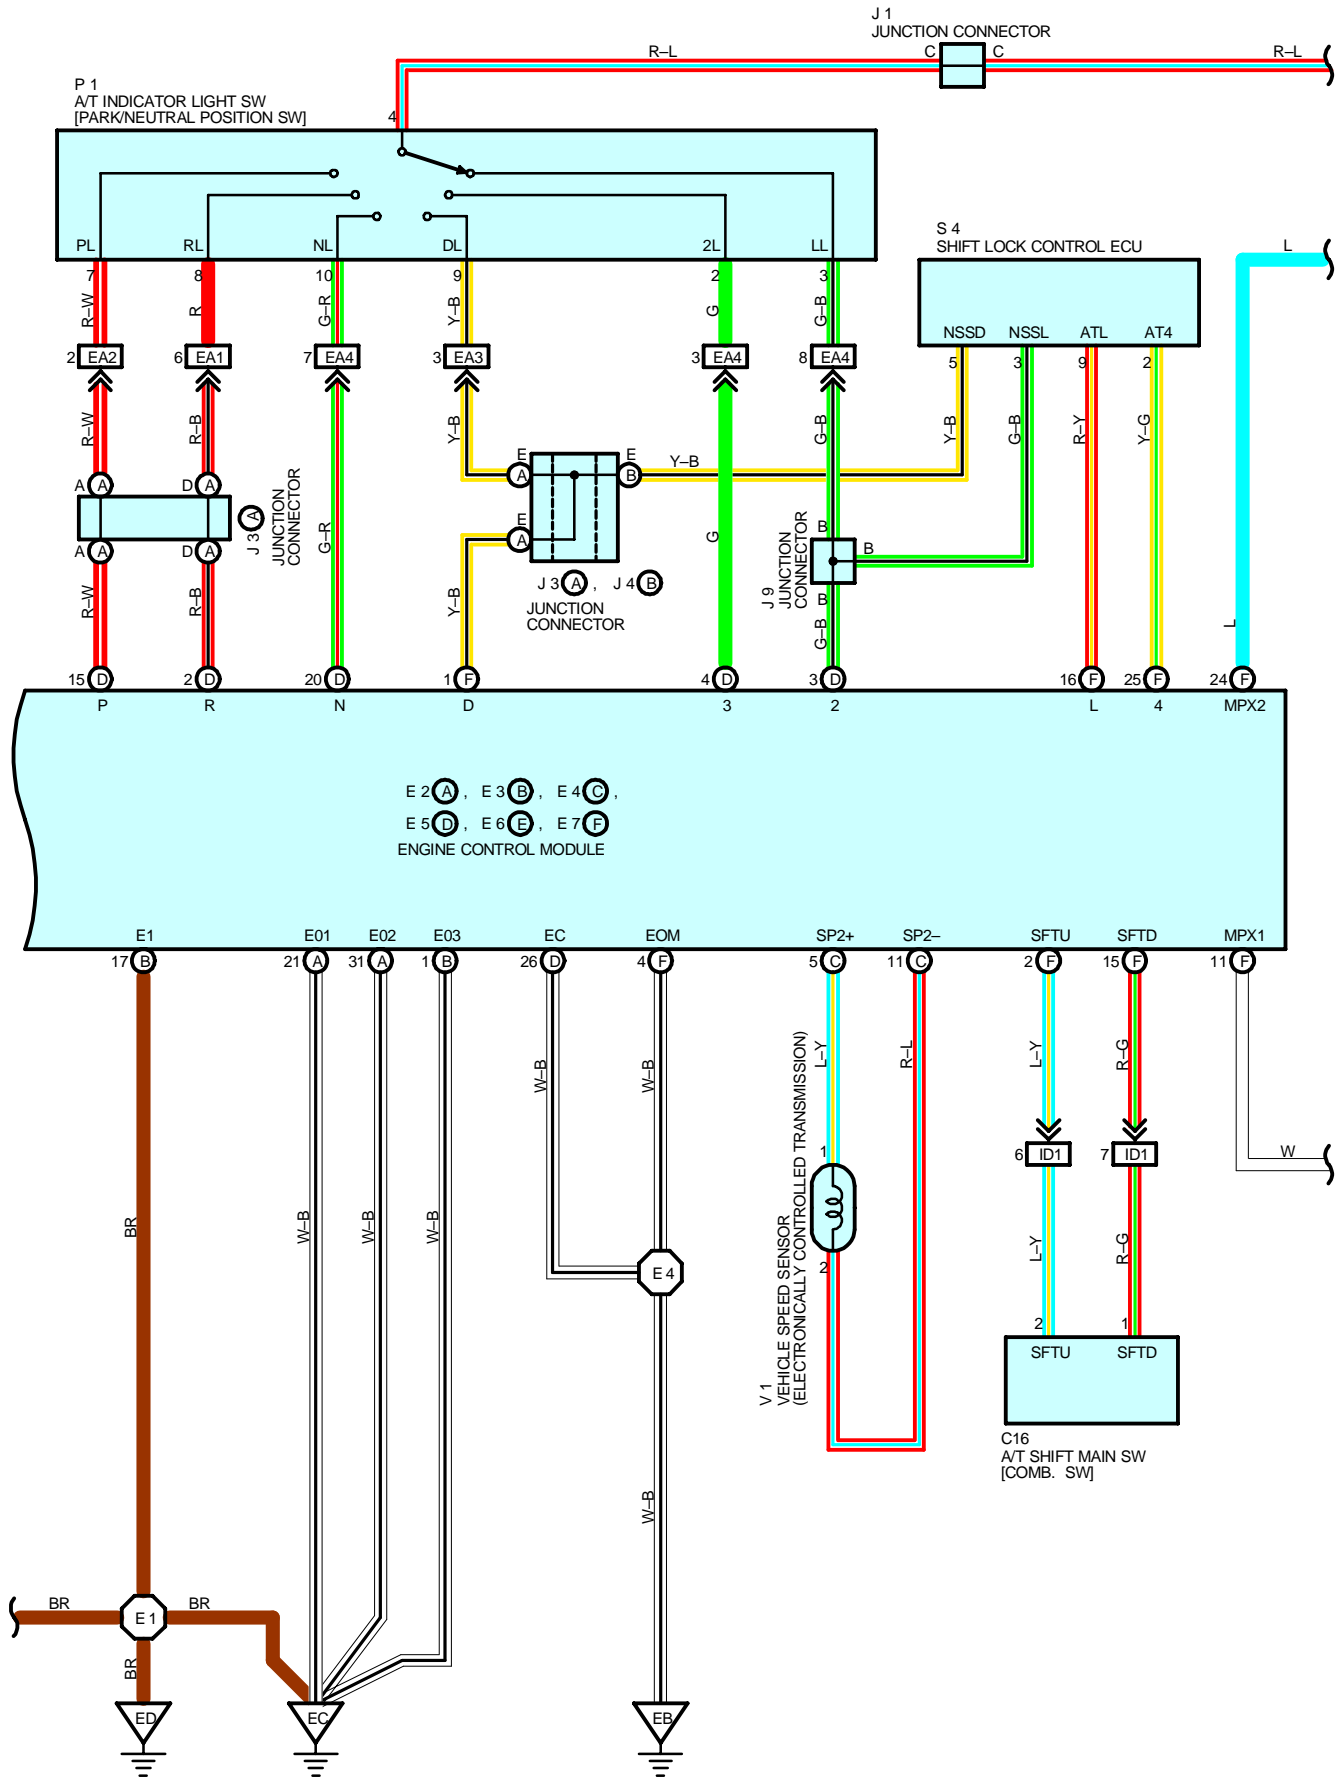 J 1
JUNCTION CONNECTOR
R–L
C
C
R–L
P 1
A/T INDICATOR LIGHT SW
[PARK/NEUTRAL POSITION SW]
4
PL
RL
NL
DL
2L
LL
7
8
10
9
2
3
S 4
SHIFT LOCK CONTROL ECU
NSSD
NSSL
ATL
AT4
5
3
9
2
L
R–W
R
G–R
Y–B
G
G–B
2 EA2
6 EA1
7 EA4
3 EA3
3 EA4
8 EA4
R–W
R–B
Y–B
G–B
Y–B
G–B
R–Y
Y–G
E
A
E
B
Y–B
A A
D A
J 3 A
JUNCTION
CONNECTOR
G–R
E
A
G
B
B
J 9
JUNCTION
CONNECTOR
A A
D A
J 3 A , J 4 B
JUNCTION
CONNECTOR
B
R–W
R–B
Y–B
G–B
L
15 D
2 D
20 D
1 F
4 D
3 D
16 F
25 F
24 F
P
R
N
D
3
2
L
4
MPX2
E 2 A , E 3 B , E 4 C ,
E 5 D , E 6 E , E 7 F
ENGINE CONTROL MODULE
E1
E01
E02
E03
EC
EOM
SP2+
SP2–
SFTU
SFTD
MPX1
17 B
21 A
31 A
1 B
26 D
4 F
5 C
11 C
2 F
15 F
11 F
W–B
W–B
L–Y
R–L
L–Y
R–G
1
6 ID1
7 ID1
W
BR
W–B
W–B
W–B
L–Y
R–G
E 4
2
V 1
VEHICLE SPEED SENSOR
(ELECTRONICALLY CONTROLLED TRANSMISSION)
2
1
SFTU
SFTD
C16
A/T SHIFT MAIN SW
[COMB. SW]
W–B
BR
E 1
BR
BR
ED
EC
EB